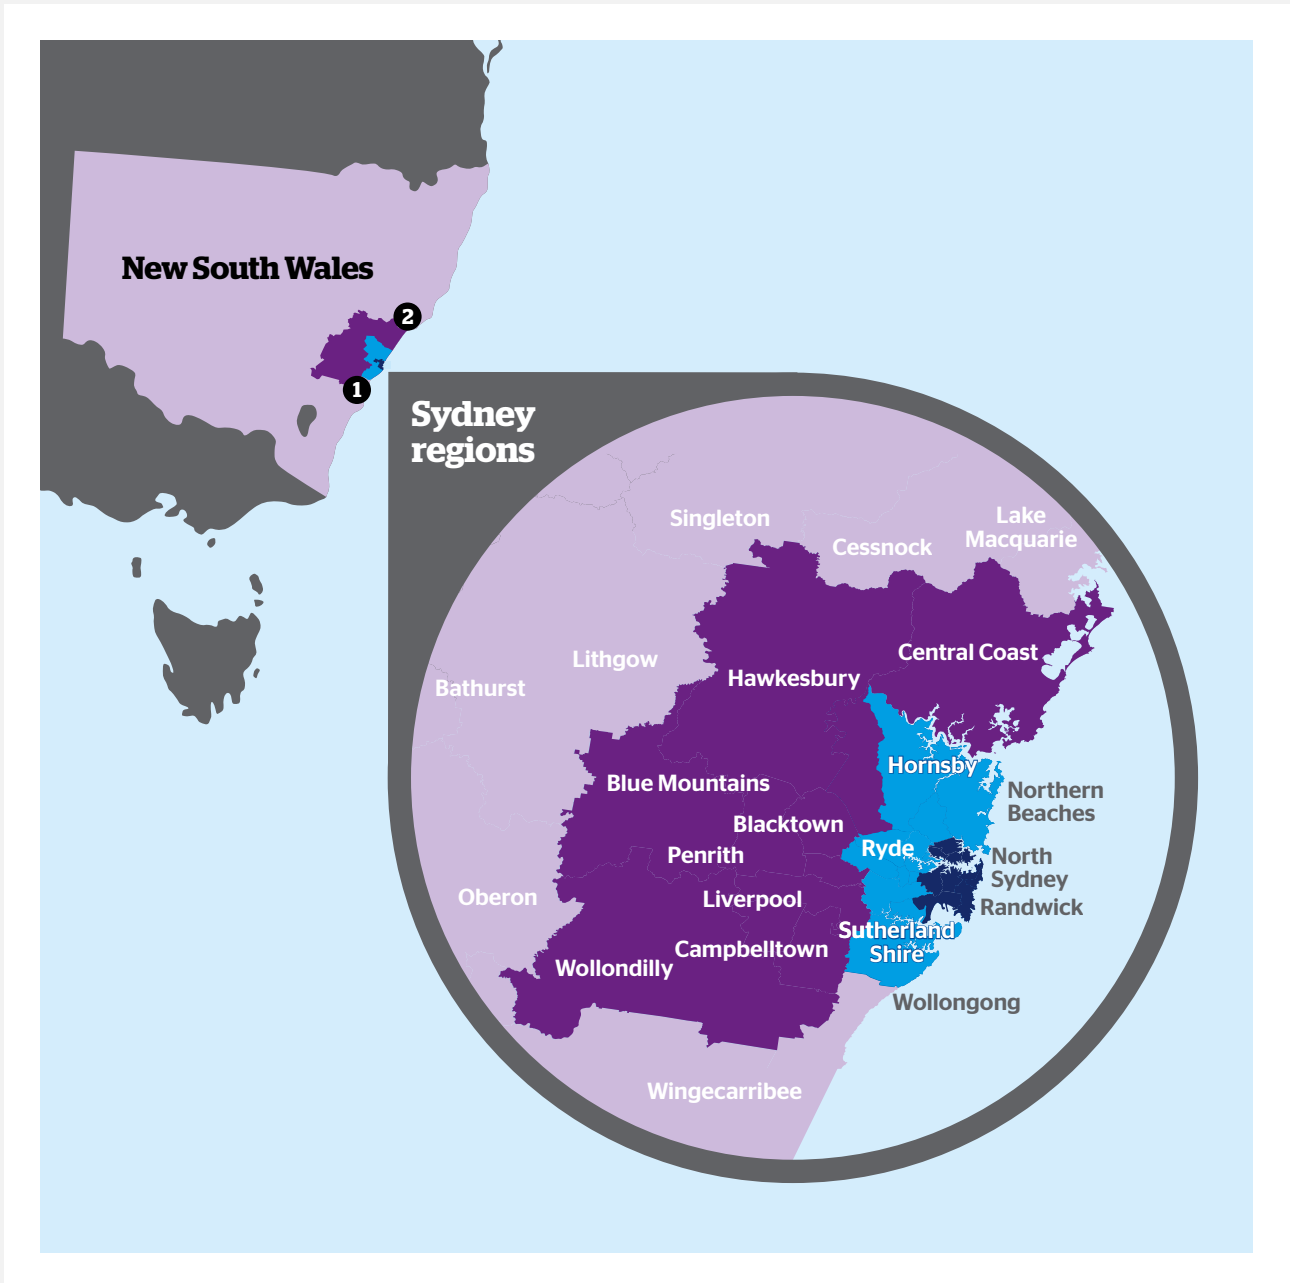 New South Wales
2
1
Sydney
regions
Singleton
Cessnock
Lake
Macquarie
Lithgow
Bathurst
Central Coast
Hawkesbury
Hornsby
Blue Mountains
Northern
Beaches
Blacktown
Ryde
Penrith
North
Sydney
Oberon
Liverpool
Randwick
Sutherland
Shire
Campbelltown
Wollondilly
Wollongong
Wingecarribee